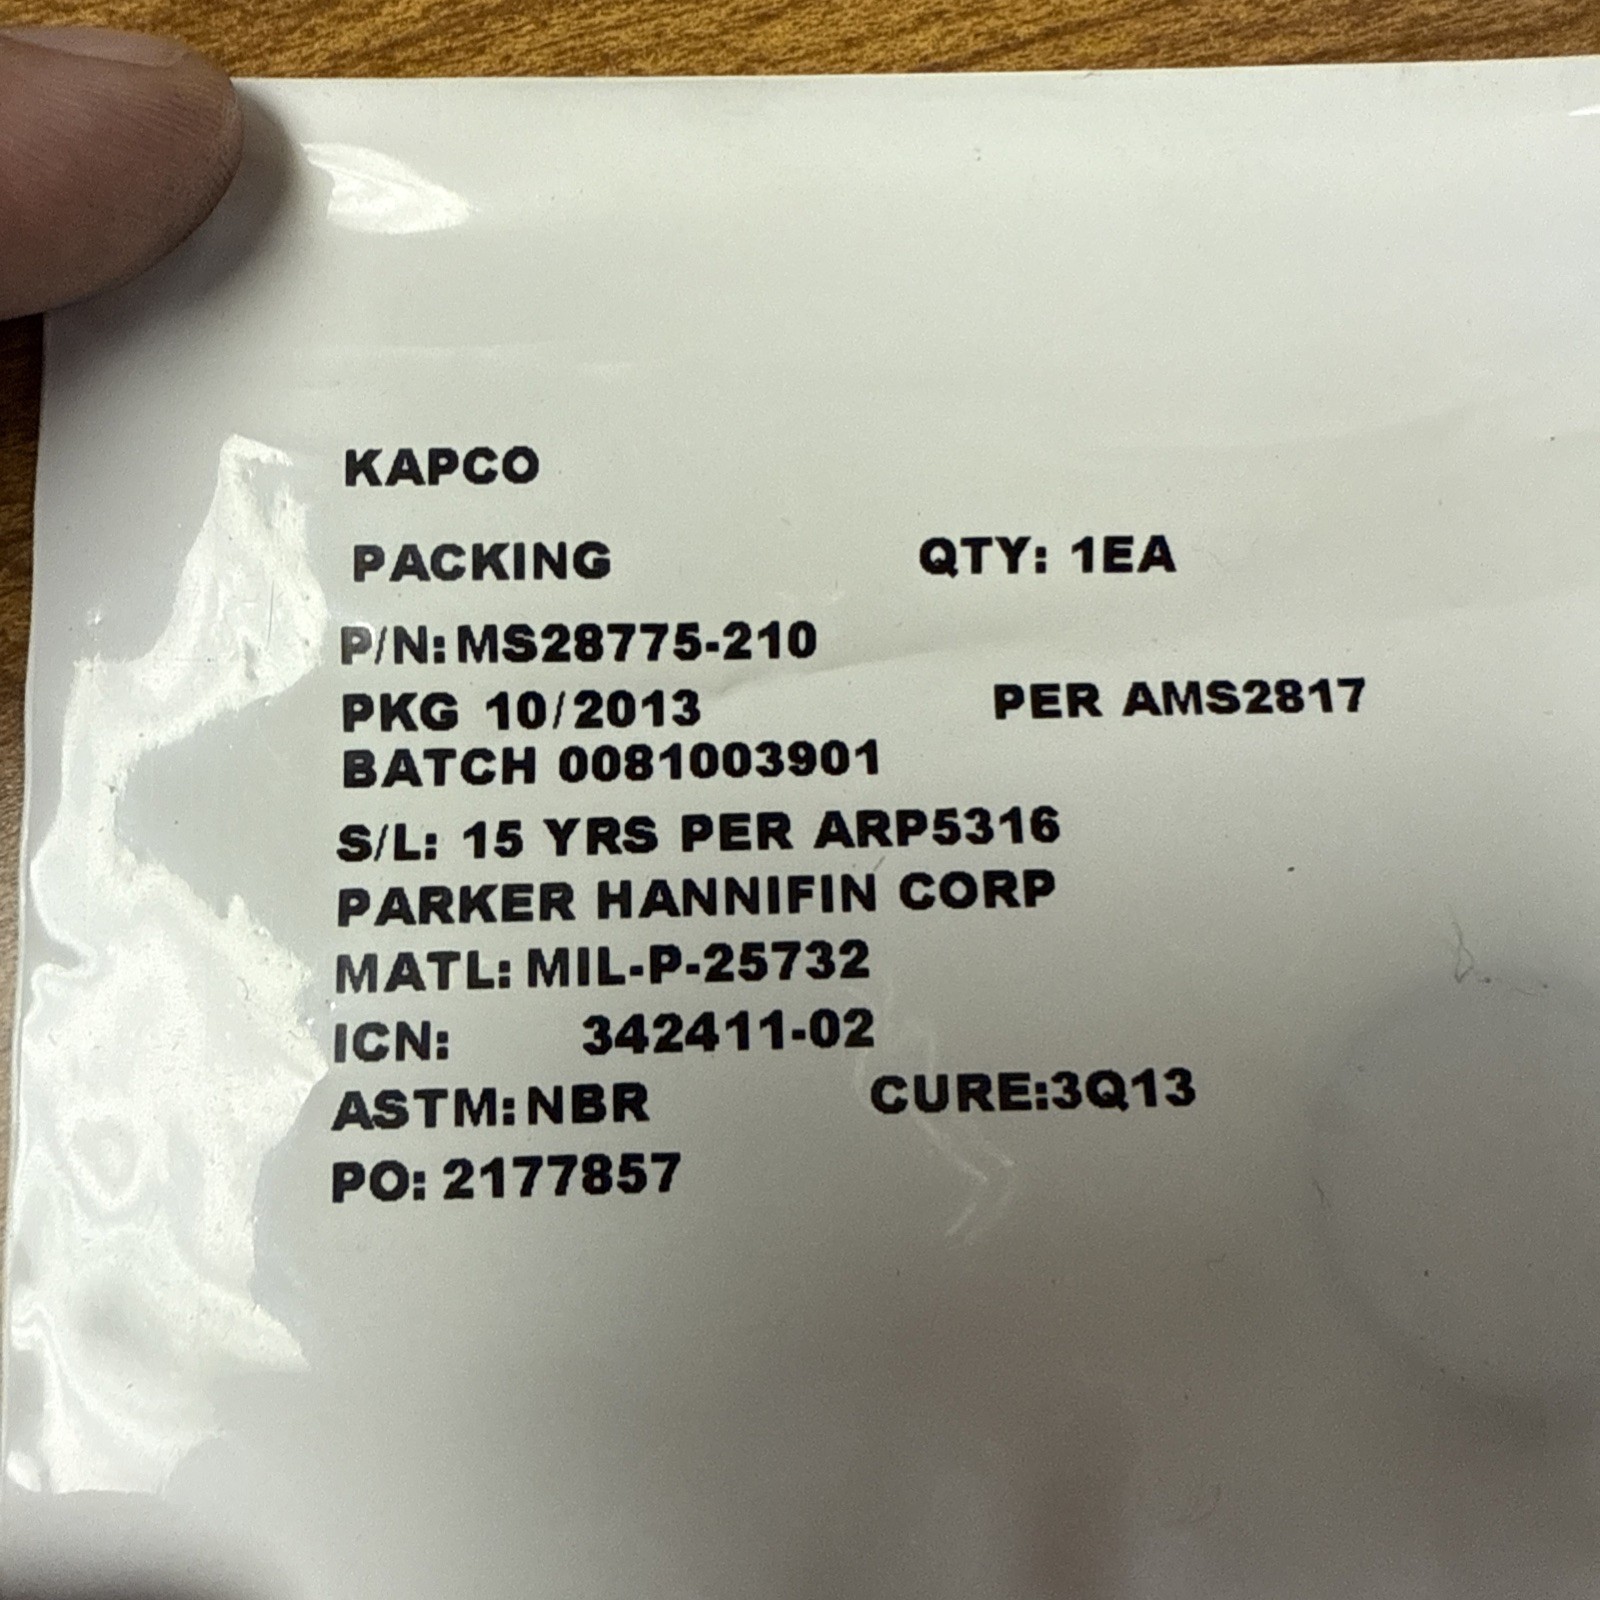 KAPCO
PACKING QTY: 1EA
P/N: MS28775-210
PKG 10/2013 PER AMS2817
BATCH 0081003901
S/L: 15 YRS PER ARP5316
PARKER HANNIFIN CORP
MATL: MIL-P-25732
ICN: 342411-02
ASTM: NBR CURE:3Q13
PO: 2177857